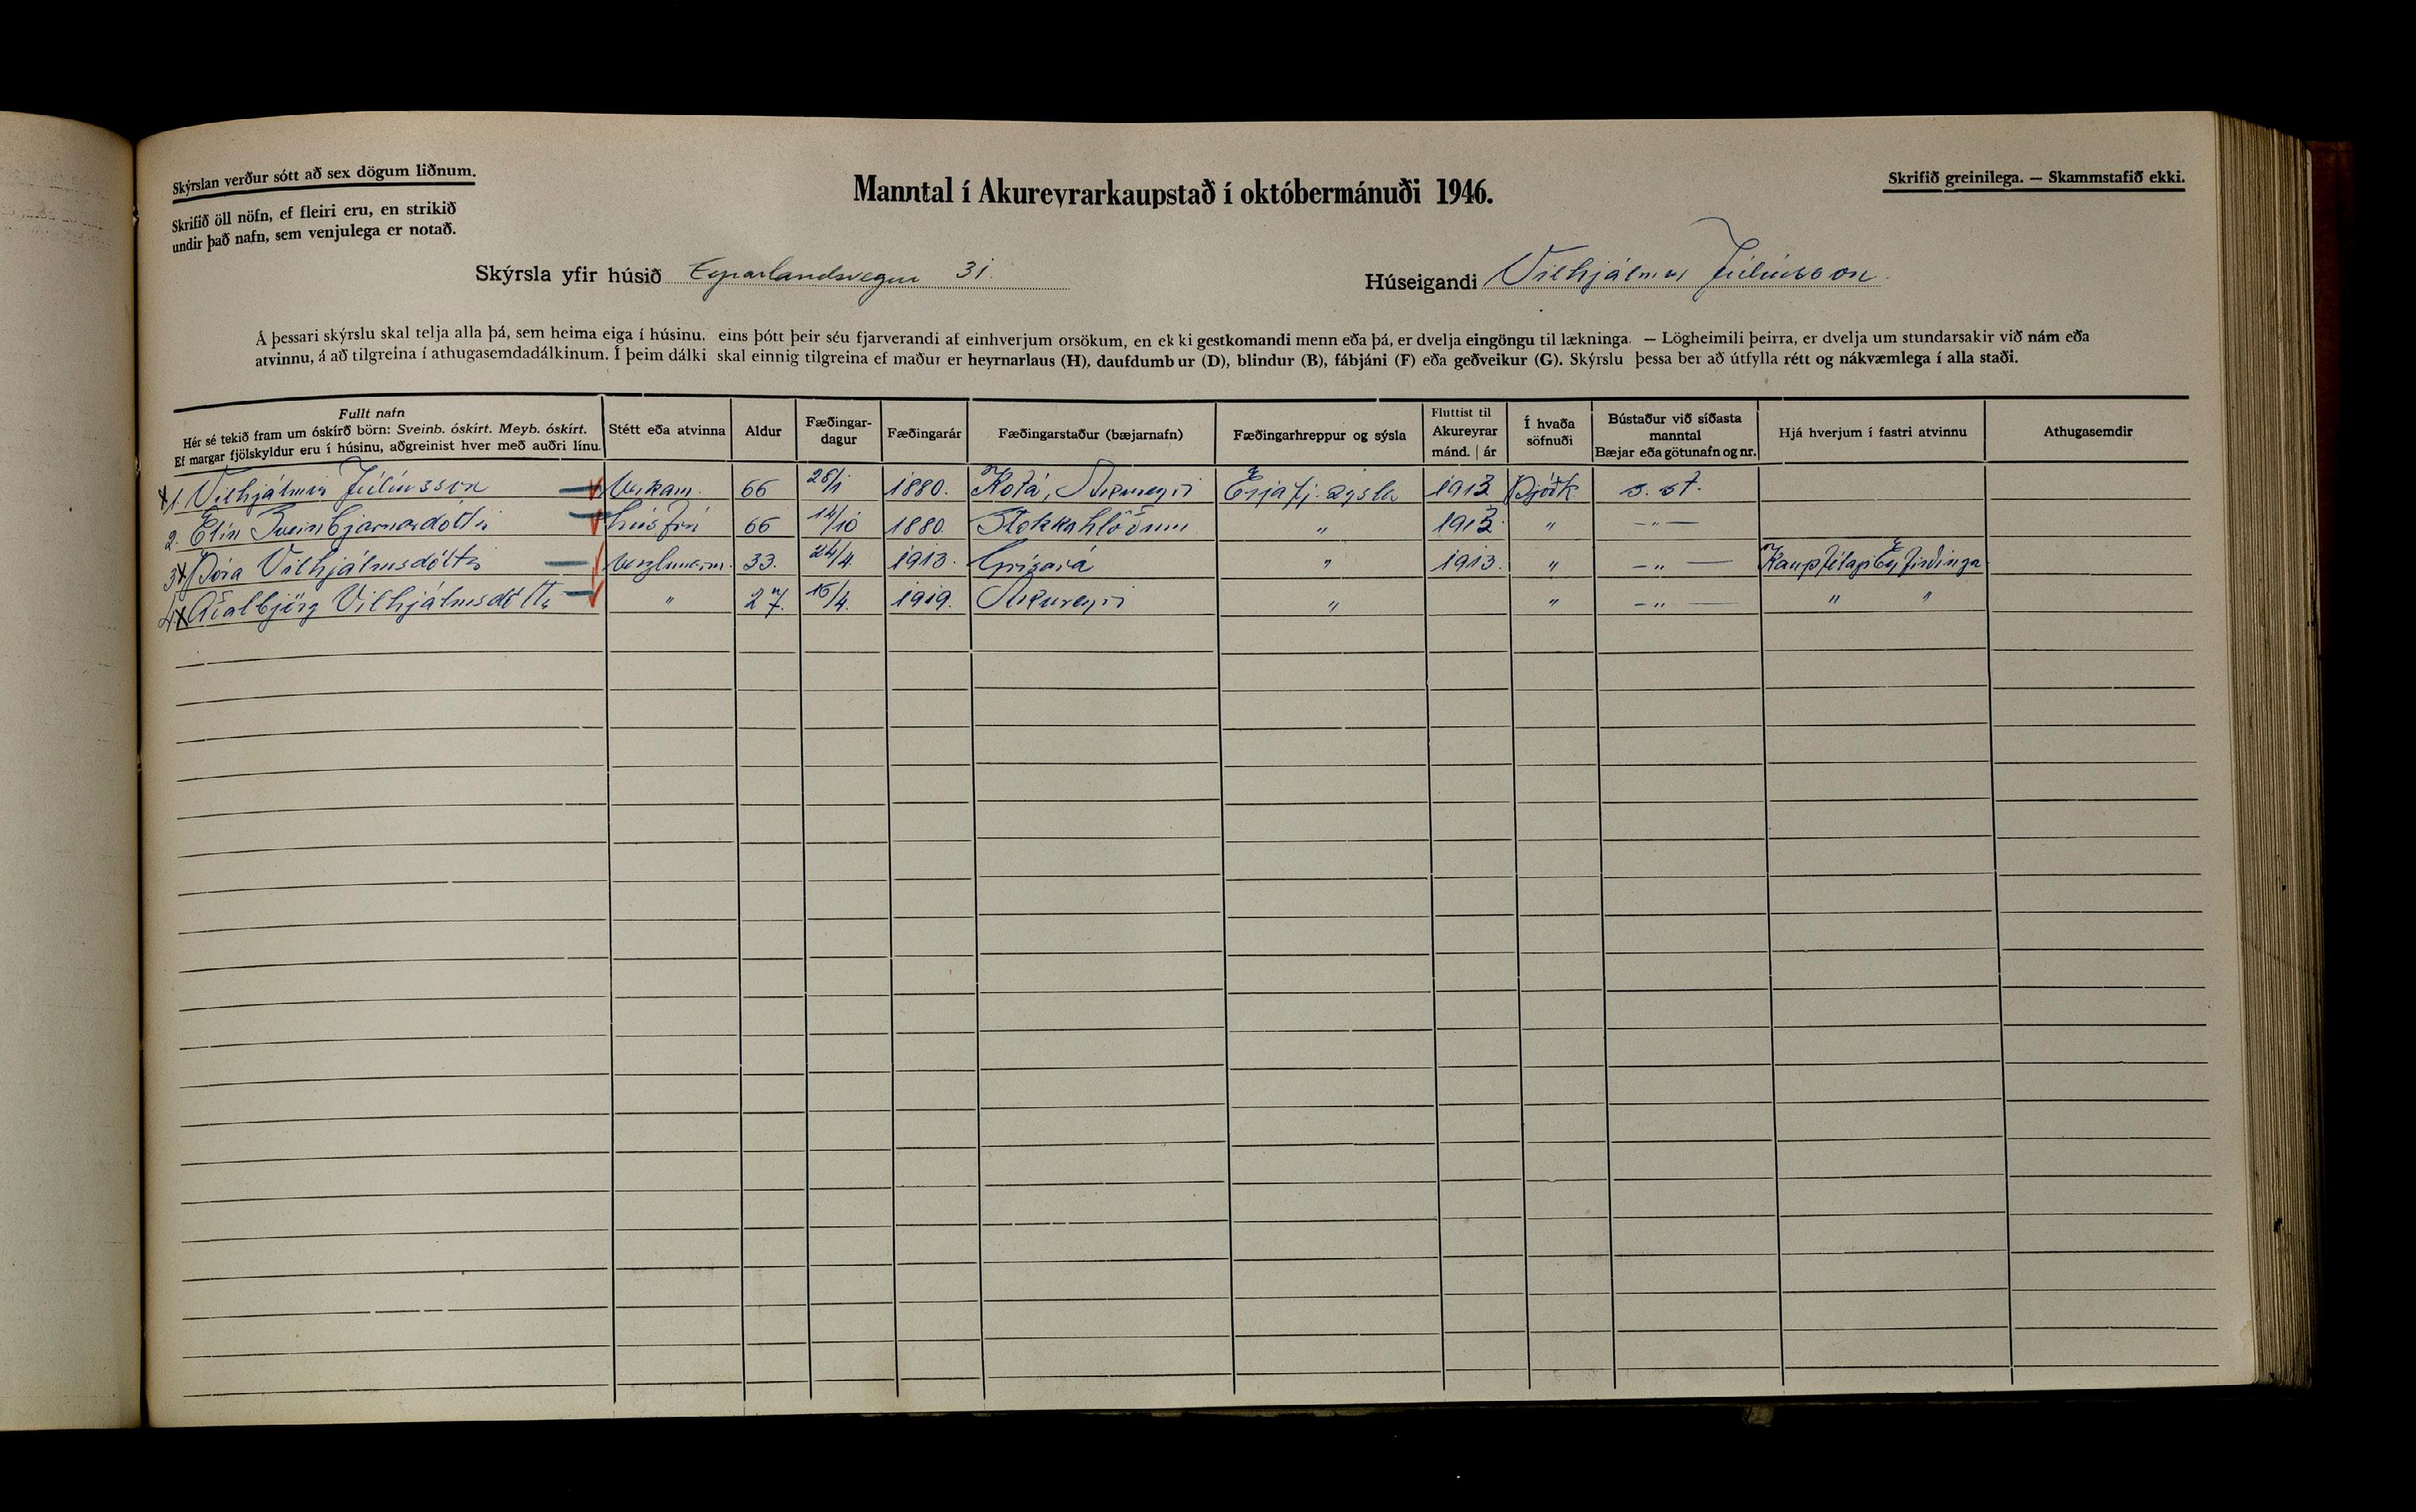 Skýrslan verður sótt að sex dögum liðnum.
Skrifið öll nöfn, ef fleiri eru, en strikið
undir það nafn, sem venjulega er notað.
Manntal í Akureyrarkaupstað í októbermánuði 1946.
Skrifið greinilega. — Skammstafið ekki.
Skýrsla yfir húsið Eyrarlandsvegur 31.
Húseigandi Vilhjálmur Júlíusson.
Á þessari skýrslu skal telja alla þá, sem heima eiga í húsinu, eins þótt þeir séu fjarverandi af einhverjum orsökum, en ekki gestkomandi menn eða þá, er dvelja eingöngu til lækninga. — Lögheimili þeirra, er dvelja um stundarsakir við nám eða
atvinnu, á að tilgreina í athugasemdadálkinum. Í þeim dálki skal einnig tilgreina ef maður er heyrnarlaus (H), daufdumbur (D), blindur (B), fábjáni (F) eða geðveikur (G). Skýrslu þessa ber að útfylla rétt og nákvæmlega í alla staði.
Fullt nafn
Hér sé tekið fram um óskírð börn: Sveinb. óskírt. Meyb. óskírt.
Ef margar fjölskyldur eru í húsinu, aðgreinist hver með auðri línu.
Stétt eða atvinna
Aldur
Fæðingar-
dagur
Fæðingarár
Fæðingarstaður (bæjarnafn)
Fæðingarhreppur og sýsla
Fluttist til
Akureyrar
mánd. | ár
Í hvaða
söfnuði
Bústaður við síðasta
manntal
Bæjar eða götunafn og nr.
Hjá hverjum í fastri atvinnu
Athugasemdir
1. Vilhjálmur Júlíusson Verkam. 66 26/1 1880. Kotá, Akureyri Eyjafj. sýslu 1913 Þjóðk s. st.
2. Elín Sveinbjarnardóttir húsfrú 66 14/10 1880. Stokkahlöðum " 1913. " — " —
3 Dóra Vilhjálmsdóttir Verzlunarm. 33. 24/4. 1913. Grísará " 1913. " — " — Kaupfélagi Eyfirðinga
4 Aðalbjörg Vilhjálmsdóttir " 27. 15/4. 1919. Akureyri " " — " — " "